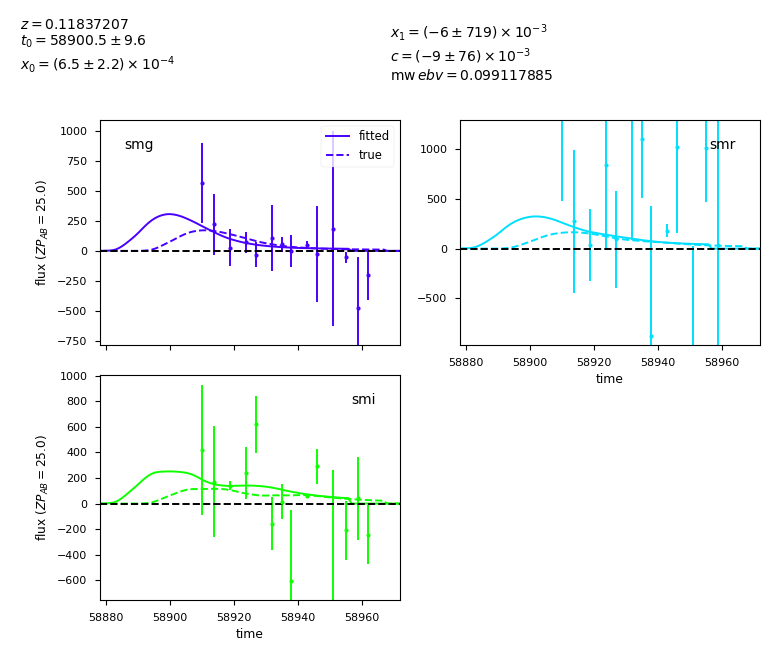 z = 0.11837207
t₀ = 58900.5 ± 9.6
x₀ = (6.5 ± 2.2) × 10⁻⁴
x₁ = (−6 ± 719) × 10⁻³
c = (−9 ± 76) × 10⁻³
mw ebv = 0.099117885
smg
fitted
true
1000
750
500
250
0
−250
−500
−750
flux (ZP_AB = 25.0)
smr
1000
500
0
−500
58880 58900 58920 58940 58960
time
smi
1000
800
600
400
200
0
−200
−400
−600
flux (ZP_AB = 25.0)
58880 58900 58920 58940 58960
time